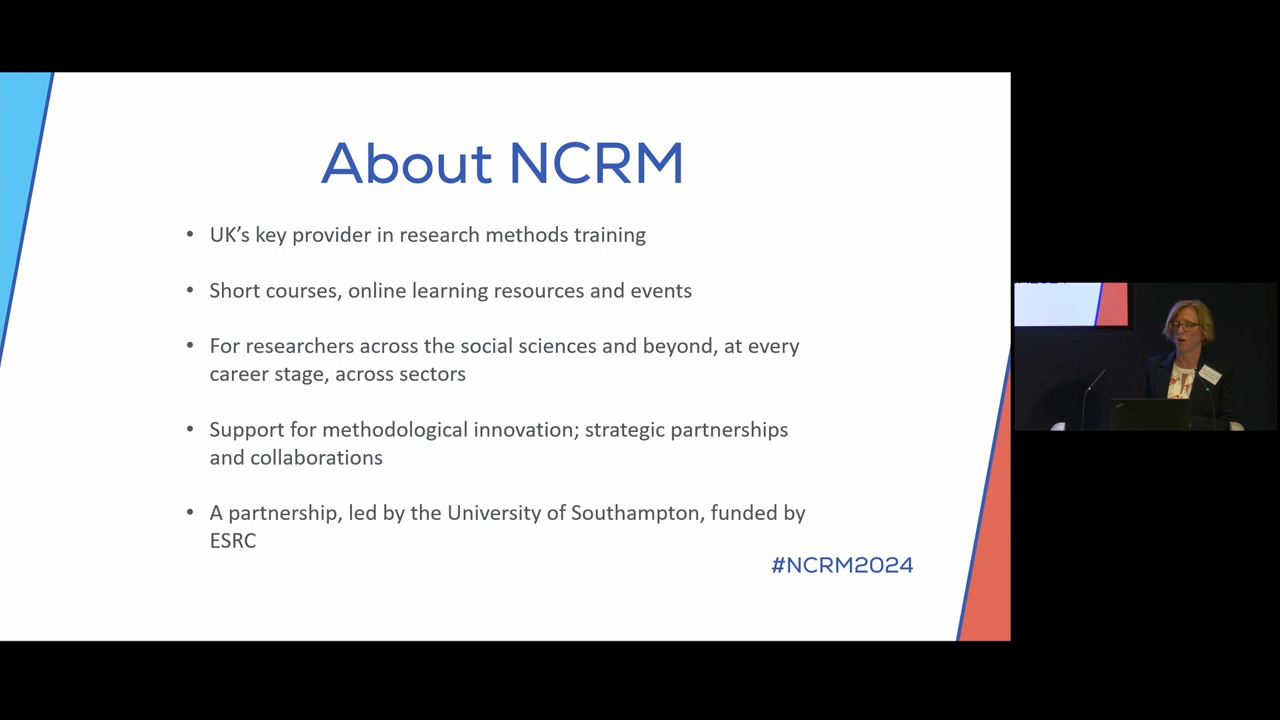 About NCRM
• UK's key provider in research methods training
• Short courses, online learning resources and events
• For researchers across the social sciences and beyond, at every
career stage, across sectors
• Support for methodological innovation; strategic partnerships
and collaborations
• A partnership, led by the University of Southampton, funded by
ESRC
#NCRM2024